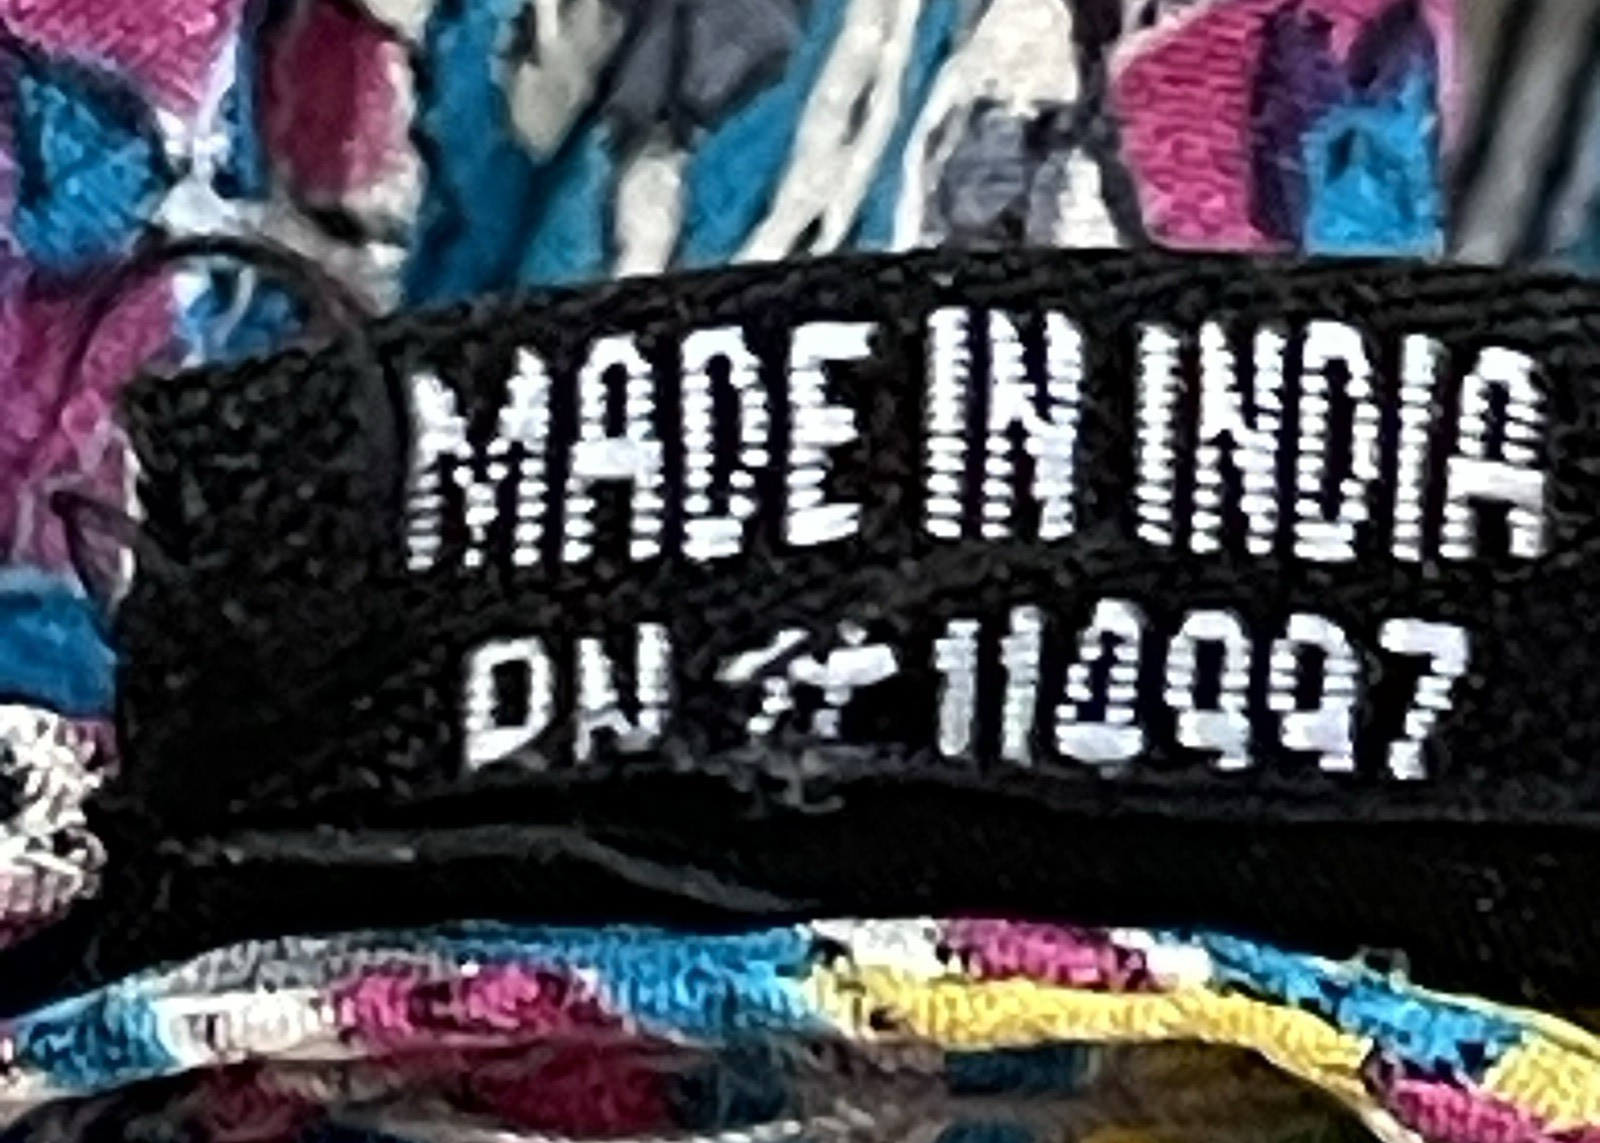 MADE IN INDIA
RN # 110997